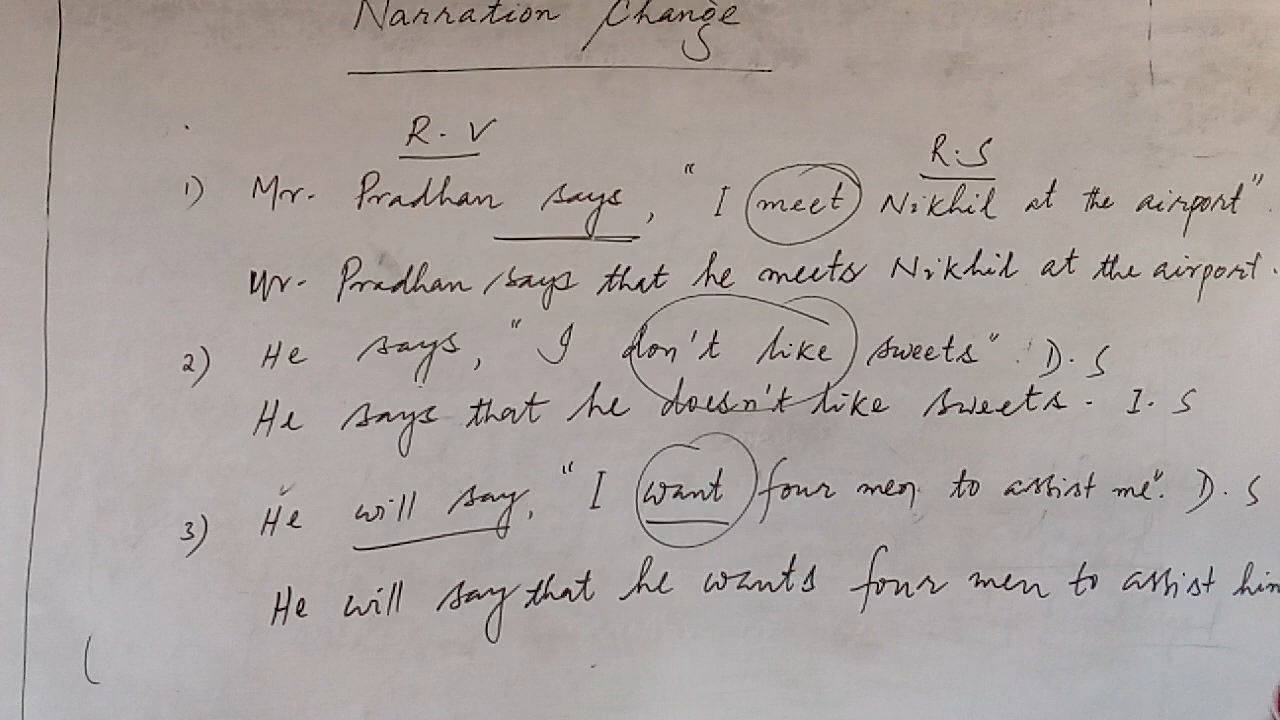 Narration Change
R. V
R.S
1) Mr. Pradhan says, "I meet Nikhil at the airport".
Mr. Pradhan says that he meets Nikhil at the airport.
2) He says, "I don't like sweets". D. S
He says that he doesn't like sweets. I. S
3) He will say, "I want four men to assist me". D. S
He will say that he wants four men to assist him
(